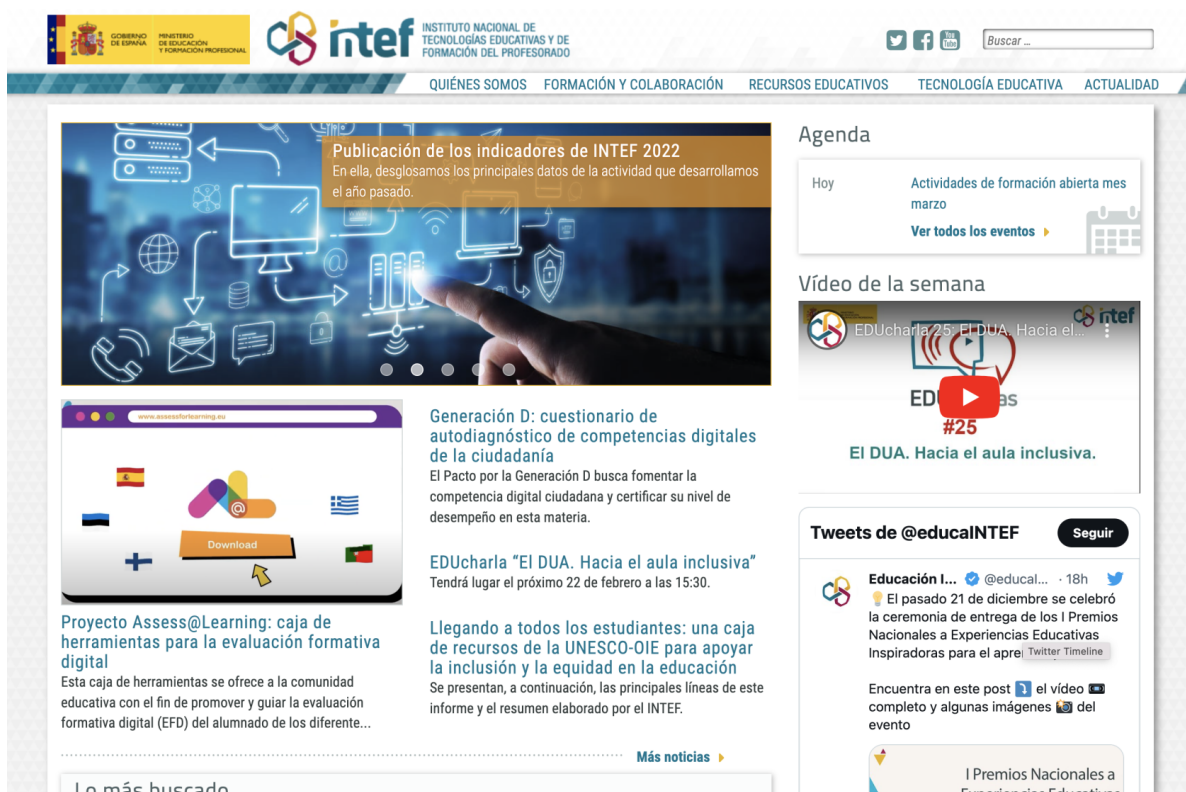 GOBIERNO
DE ESPAÑA
MINISTERIO
DE EDUCACIÓN
Y FORMACIÓN PROFESIONAL
intef
INSTITUTO NACIONAL DE
TECNOLOGÍAS EDUCATIVAS Y DE
FORMACIÓN DEL PROFESORADO
You
Tube
Buscar ...
QUIÉNES SOMOS FORMACIÓN Y COLABORACIÓN RECURSOS EDUCATIVOS TECNOLOGÍA EDUCATIVA ACTUALIDAD
Publicación de los indicadores de INTEF 2022
En ella, desglosamos los principales datos de la actividad que desarrollamos
el año pasado.
www.assessforlearning.eu
@
Download
Proyecto Assess@Learning: caja de
herramientas para la evaluación formativa
digital
Esta caja de herramientas se ofrece a la comunidad
educativa con el fin de promover y guiar la evaluación
formativa digital (EFD) del alumnado de los diferente...
Generación D: cuestionario de
autodiagnóstico de competencias digitales
de la ciudadanía
El Pacto por la Generación D busca fomentar la
competencia digital ciudadana y certificar su nivel de
desempeño en esta materia.
EDUcharla “El DUA. Hacia el aula inclusiva”
Tendrá lugar el próximo 22 de febrero a las 15:30.
Llegando a todos los estudiantes: una caja
de recursos de la UNESCO-OIE para apoyar
la inclusión y la equidad en la educación
Se presentan, a continuación, las principales líneas de este
informe y el resumen elaborado por el INTEF.
Más noticias
Lo más buscado
Agenda
Hoy
Actividades de formación abierta mes
marzo
Ver todos los eventos
Vídeo de la semana
EDUcharla 25: El DUA. Hacia el...
intef
#25
El DUA. Hacia el aula inclusiva.
Tweets de @educaINTEF
Seguir
Educación I... @educaI... · 18h
El pasado 21 de diciembre se celebró
la ceremonia de entrega de los I Premios
Nacionales a Experiencias Educativas
Inspiradoras para el
Twitter Timeline
Encuentra en este post el vídeo
completo y algunas imágenes del
evento
I Premios Nacionales a
Experiencias Educativas